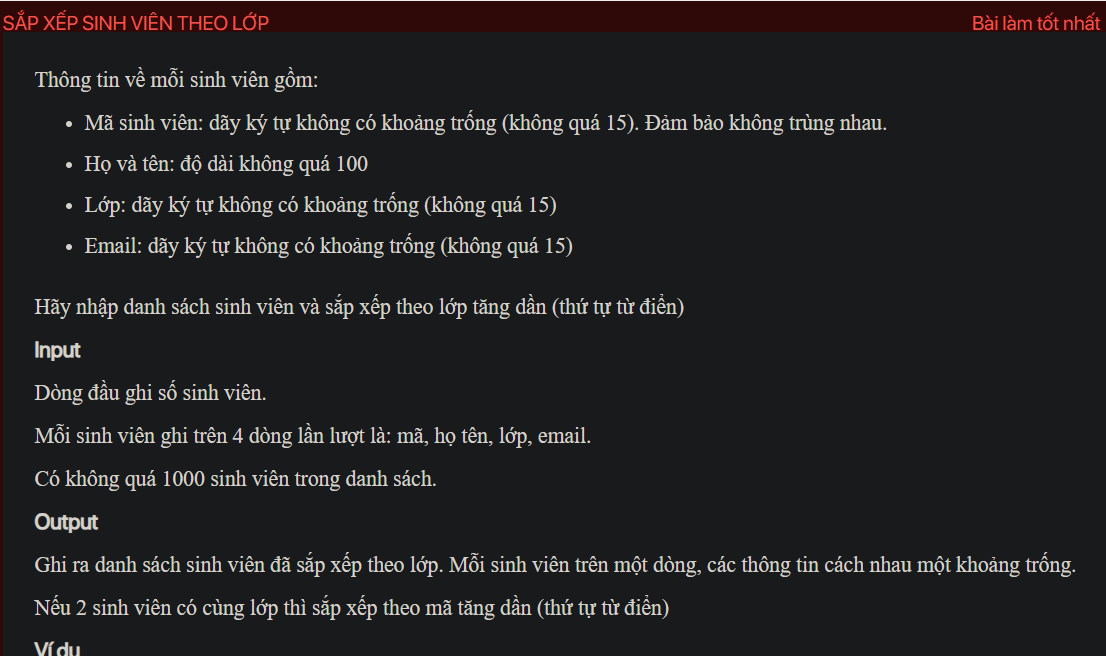 SẮP XẾP SINH VIÊN THEO LỚP
Bài làm tốt nhất
Thông tin về mỗi sinh viên gồm:
• Mã sinh viên: dãy ký tự không có khoảng trống (không quá 15). Đảm bảo không trùng nhau.
• Họ và tên: độ dài không quá 100
• Lớp: dãy ký tự không có khoảng trống (không quá 15)
• Email: dãy ký tự không có khoảng trống (không quá 15)
Hãy nhập danh sách sinh viên và sắp xếp theo lớp tăng dần (thứ tự từ điển)
Input
Dòng đầu ghi số sinh viên.
Mỗi sinh viên ghi trên 4 dòng lần lượt là: mã, họ tên, lớp, email.
Có không quá 1000 sinh viên trong danh sách.
Output
Ghi ra danh sách sinh viên đã sắp xếp theo lớp. Mỗi sinh viên trên một dòng, các thông tin cách nhau một khoảng trống.
Nếu 2 sinh viên có cùng lớp thì sắp xếp theo mã tăng dần (thứ tự từ điển)
Ví dụ